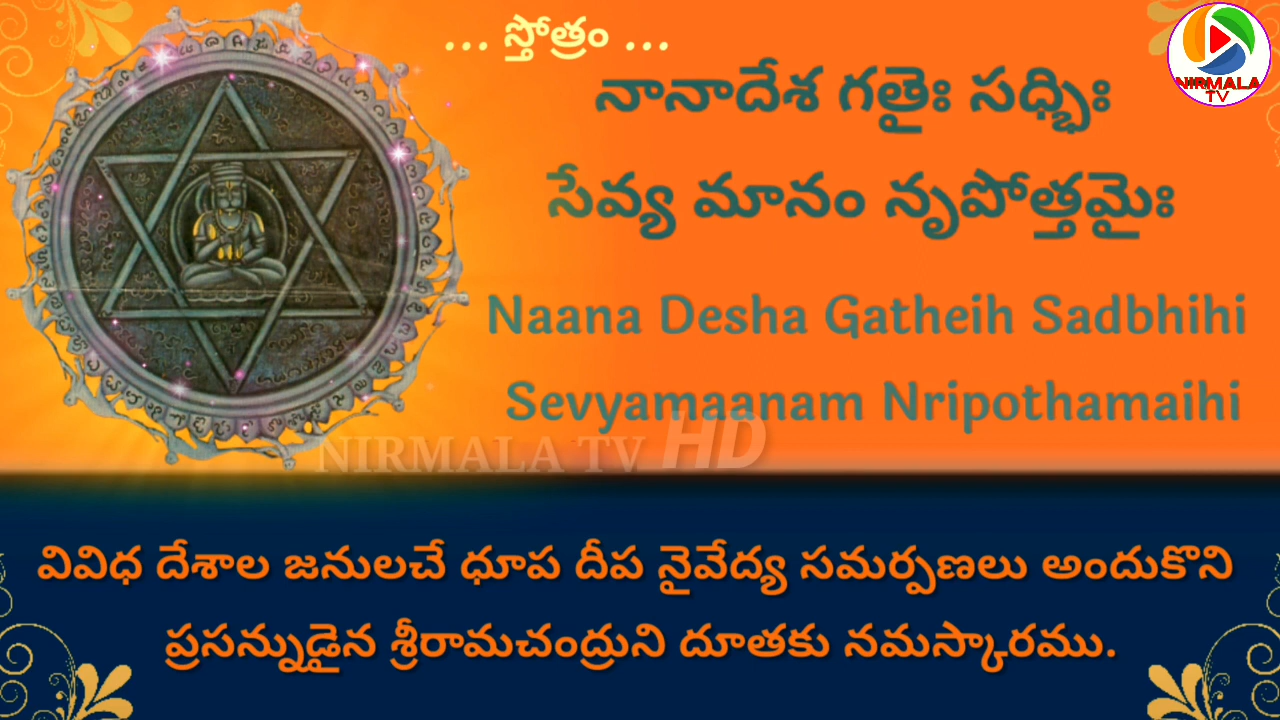 ... స్తోత్రం ...
NIRMALA
TV
నానాదేశ గతైః సధ్భిః
సేవ్య మానం నృపోత్తమైః
Naana Desha Gatheih Sadbhihi
Sevyamaanam Nripothamaihi
NIRMALA TV HD
వివిధ దేశాల జనులచే ధూప దీప నైవేద్య సమర్పణలు అందుకొని
ప్రసన్నుడైన శ్రీరామచంద్రుని దూతకు నమస్కారము.